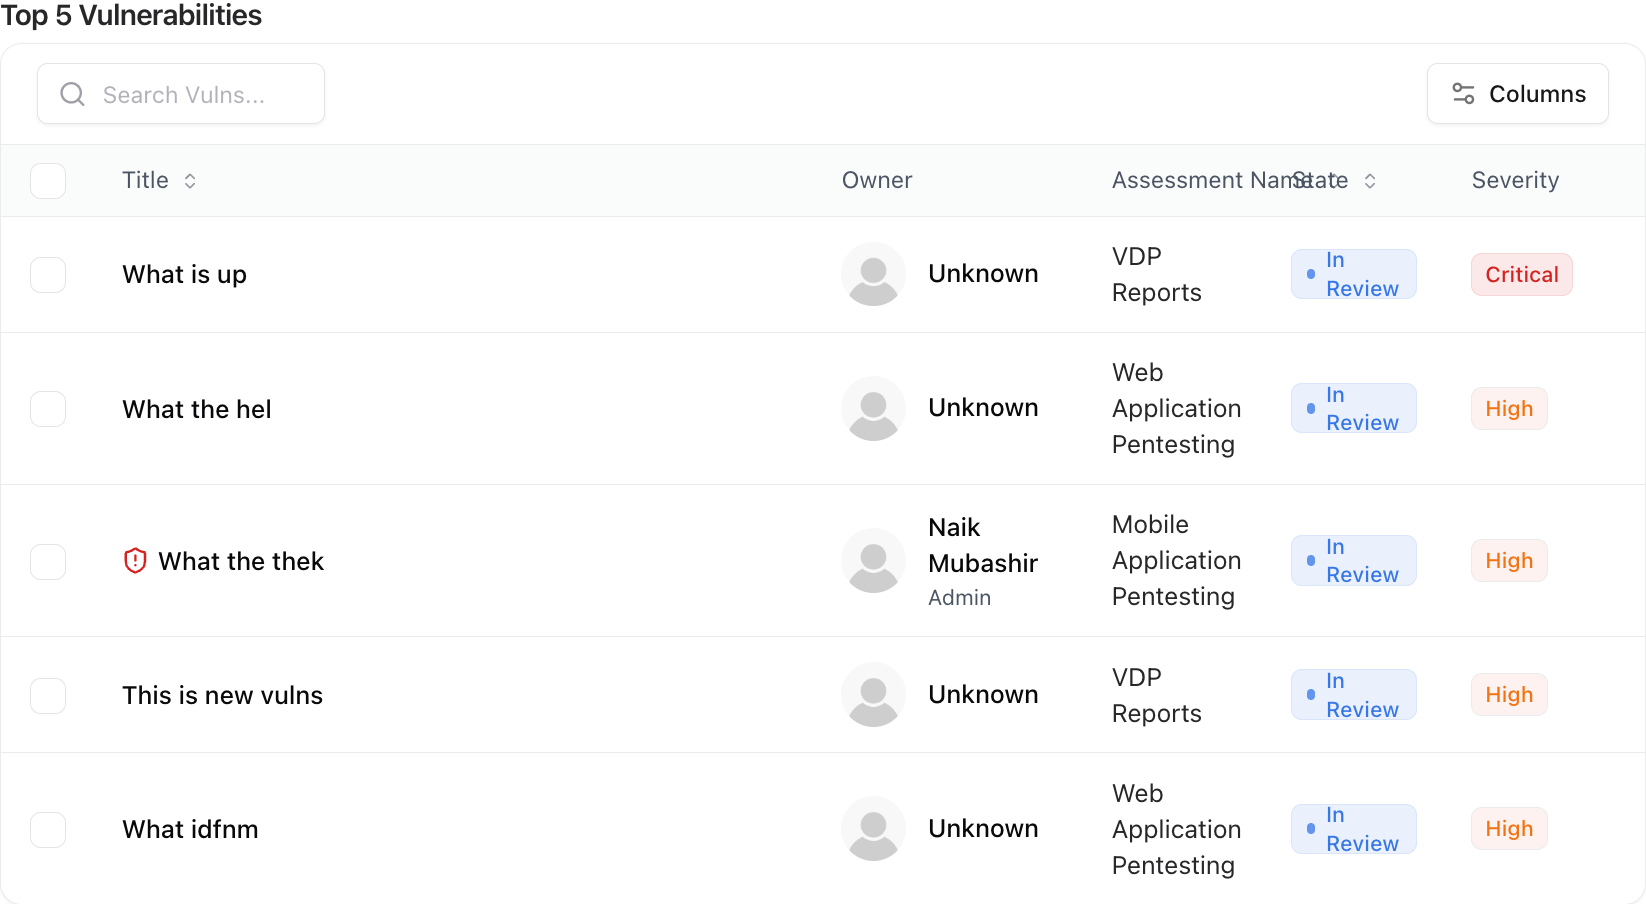 Top 5 Vulnerabilities
Search Vulns...
Columns
Title Owner Assessment Name State Severity
What is up
Unknown
VDP
Reports
In
Review
Critical
What the hel
Unknown
Web
Application
Pentesting
In
Review
High
What the thek
Naik
Mubashir
Admin
Mobile
Application
Pentesting
In
Review
High
This is new vulns
Unknown
VDP
Reports
In
Review
High
What idfnm
Unknown
Web
Application
Pentesting
In
Review
High